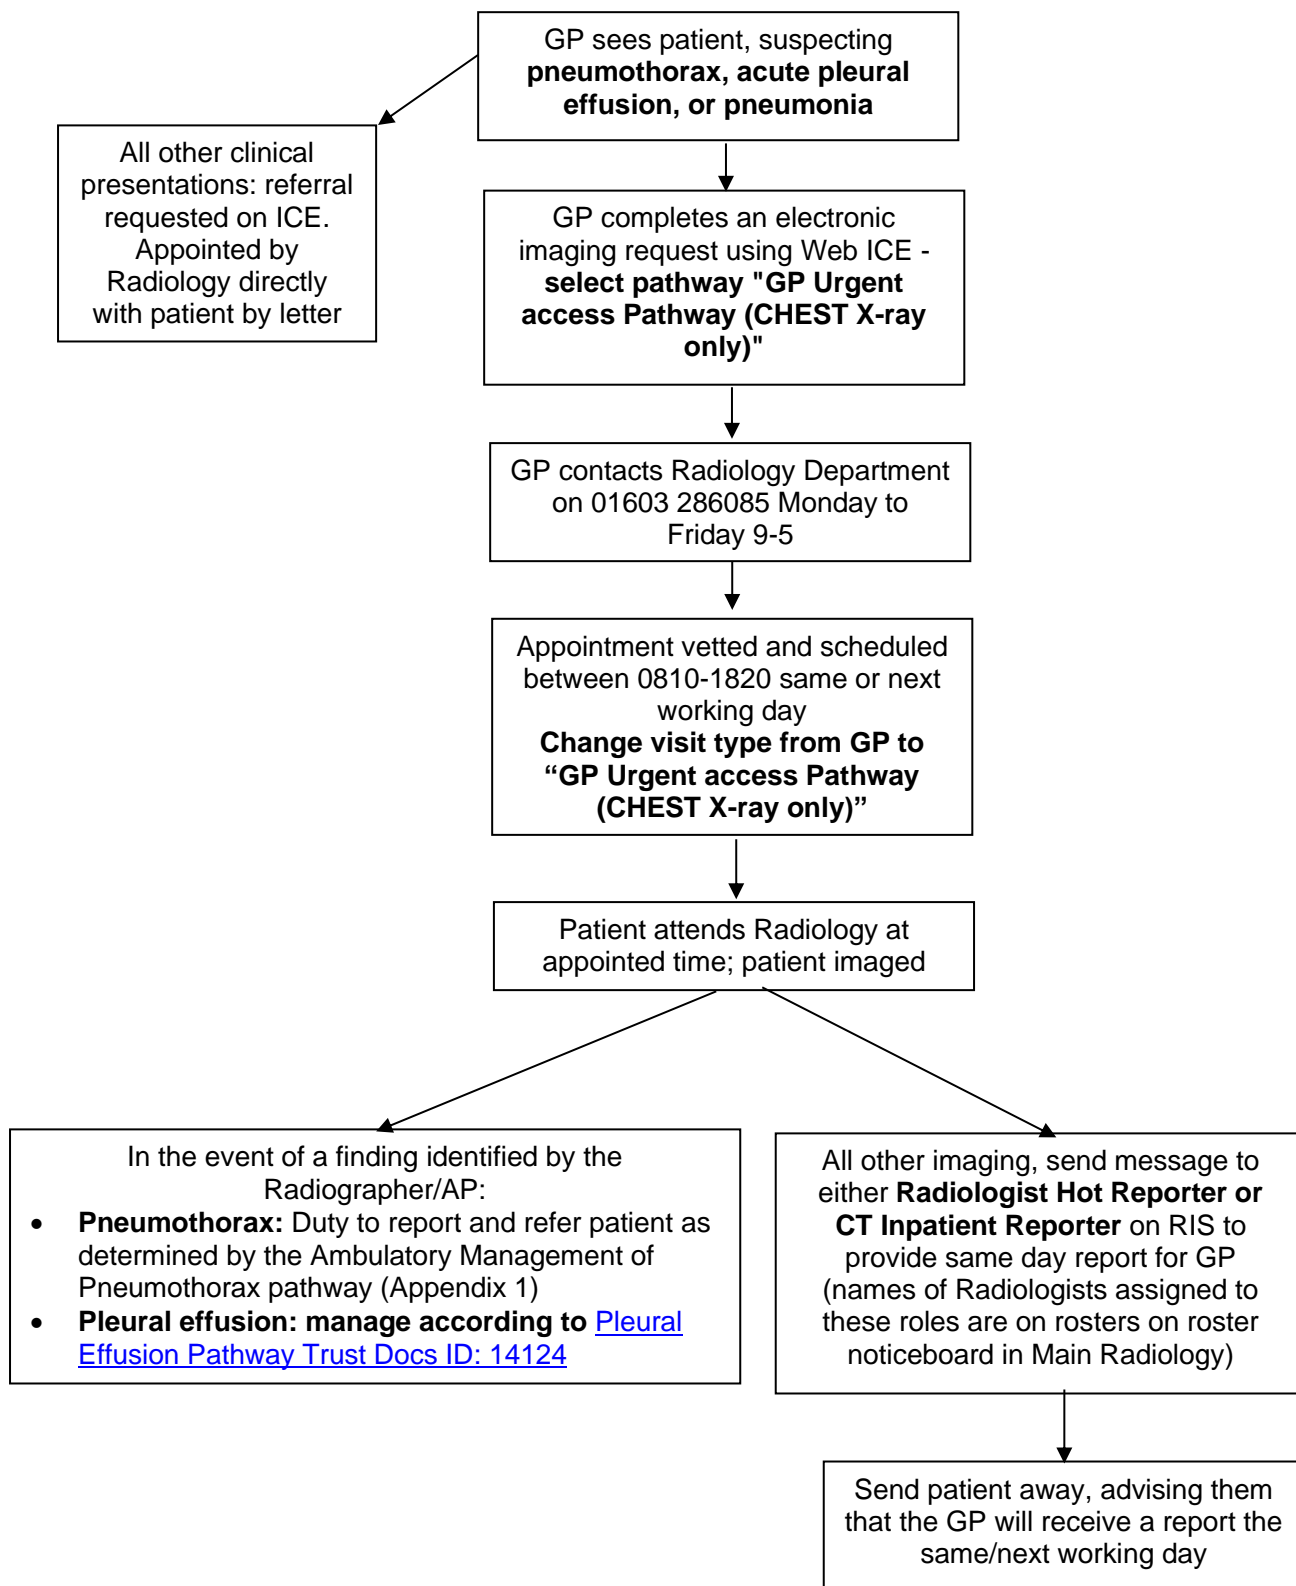 GP sees patient, suspecting
pneumothorax, acute pleural
effusion, or pneumonia
All other clinical
presentations: referral
requested on ICE.
Appointed by
Radiology directly
with patient by letter
GP completes an electronic
imaging request using Web ICE -
select pathway "GP Urgent
access Pathway (CHEST X-ray
only)"
GP contacts Radiology Department
on 01603 286085 Monday to
Friday 9-5
Appointment vetted and scheduled
between 0810-1820 same or next
working day
Change visit type from GP to
“GP Urgent access Pathway
(CHEST X-ray only)”
Patient attends Radiology at
appointed time; patient imaged
In the event of a finding identified by the
Radiographer/AP:
• Pneumothorax: Duty to report and refer patient as
determined by the Ambulatory Management of
Pneumothorax pathway (Appendix 1)
• Pleural effusion: manage according to Pleural
Effusion Pathway Trust Docs ID: 14124
All other imaging, send message to
either Radiologist Hot Reporter or
CT Inpatient Reporter on RIS to
provide same day report for GP
(names of Radiologists assigned to
these roles are on rosters on roster
noticeboard in Main Radiology)
Send patient away, advising them
that the GP will receive a report the
same/next working day